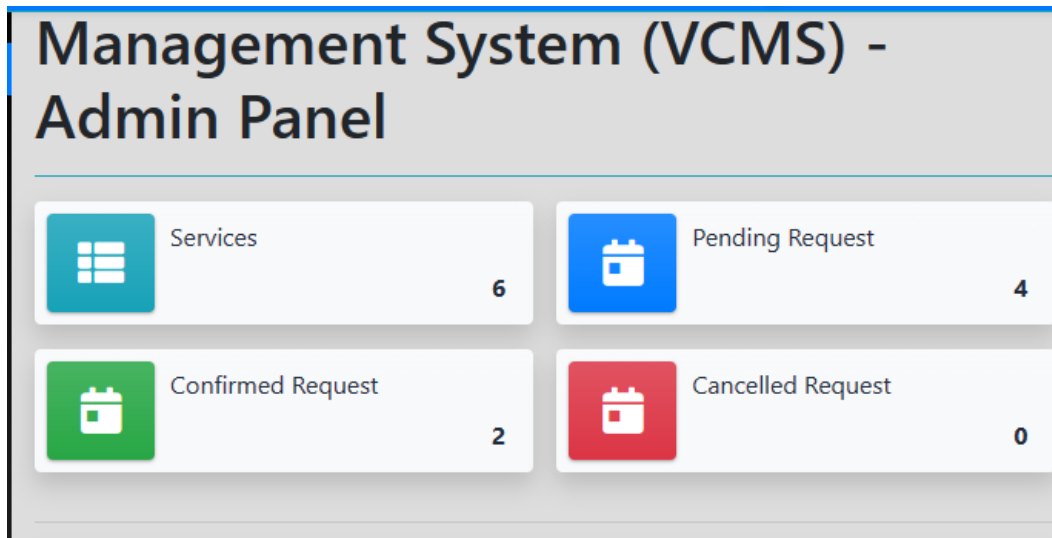 Management System (VCMS) -
Admin Panel
Services
6
Pending Request
4
Confirmed Request
2
Cancelled Request
0